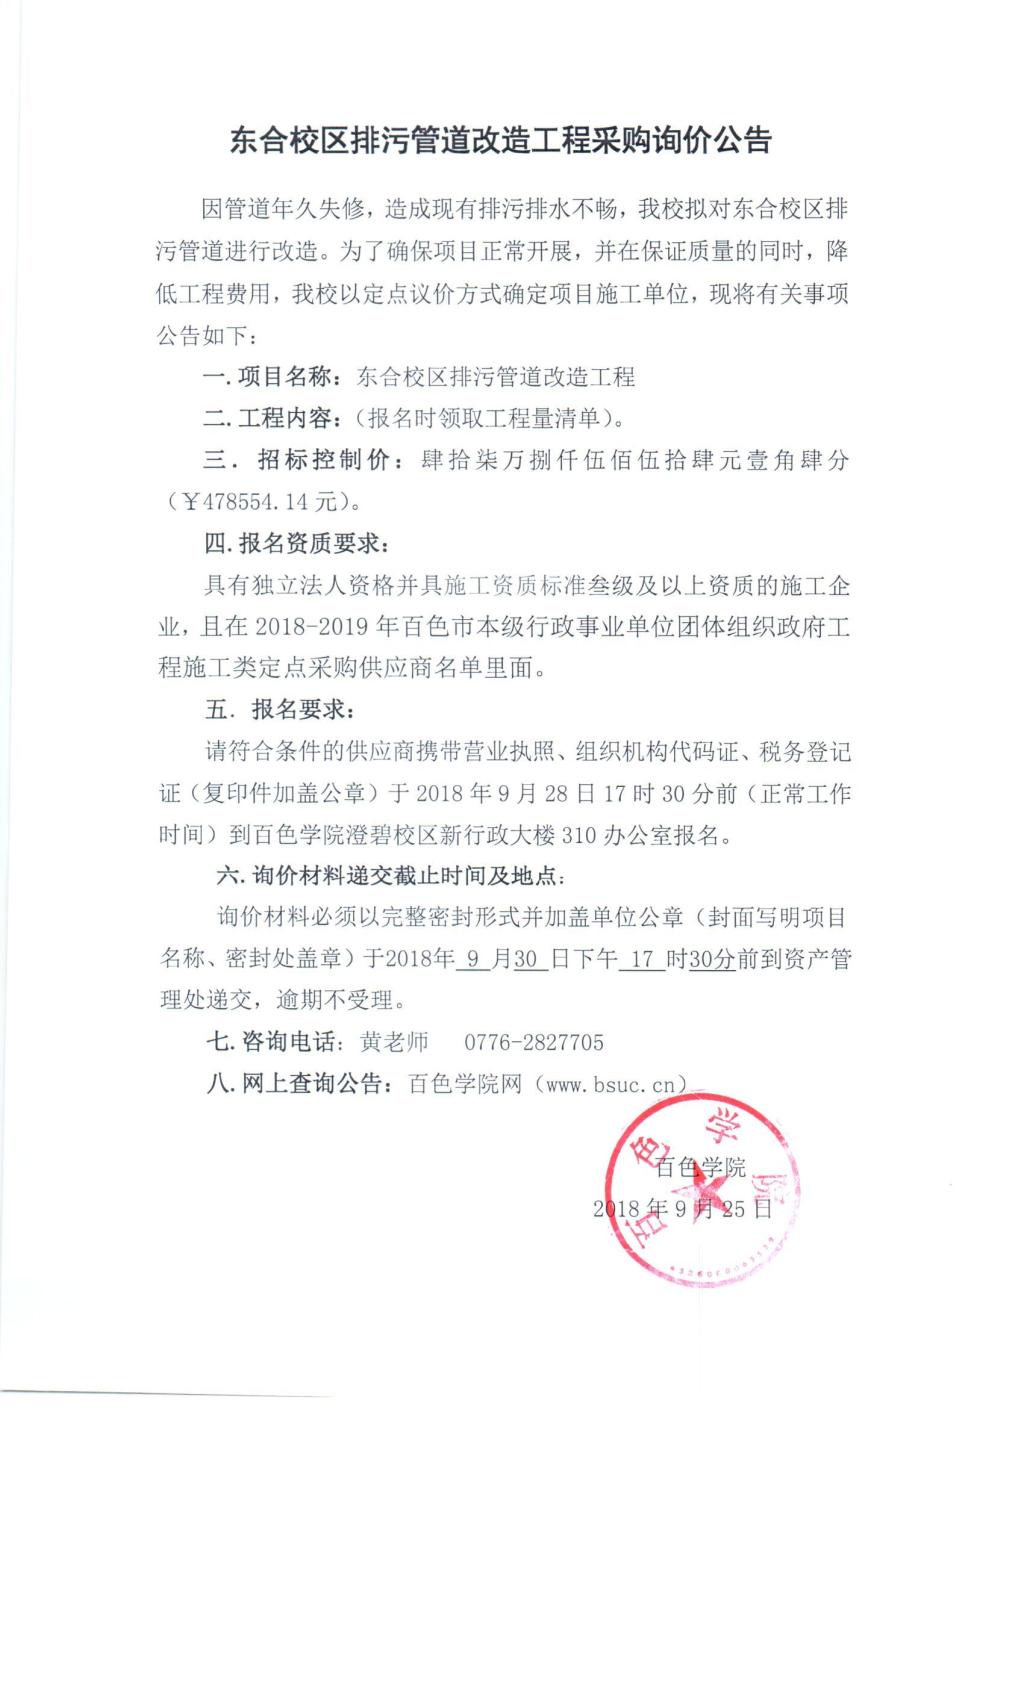 东合校区排污管道改造工程采购询价公告
因管道年久失修，造成现有排污排水不畅，我校拟对东合校区排
污管道进行改造。为了确保项目正常开展，并在保证质量的同时，降
低工程费用，我校以定点议价方式确定项目施工单位，现将有关事项
公告如下：
一.项目名称：东合校区排污管道改造工程
二.工程内容：（报名时领取工程量清单）。
三．招标控制价：肆拾柒万捌仟伍佰伍拾肆元壹角肆分
（￥478554.14 元）。
四.报名资质要求：
具有独立法人资格并具施工资质标准叁级及以上资质的施工企
业，且在 2018-2019 年百色市本级行政事业单位团体组织政府工
程施工类定点采购供应商名单里面。
五．报名要求：
请符合条件的供应商携带营业执照、组织机构代码证、税务登记
证（复印件加盖公章）于 2018 年 9 月 28 日 17 时 30 分前（正常工作
时间）到百色学院澄碧校区新行政大楼 310 办公室报名。
六.询价材料递交截止时间及地点：
询价材料必须以完整密封形式并加盖单位公章（封面写明项目
名称、密封处盖章）于2018年 9 月30 日下午 17 时30分前到资产管
理处递交，逾期不受理。
七.咨询电话：黄老师 0776-2827705
八.网上查询公告：百色学院网（www.bsuc.cn）
百色学院
百色学院
2018 年 9 月 25 日